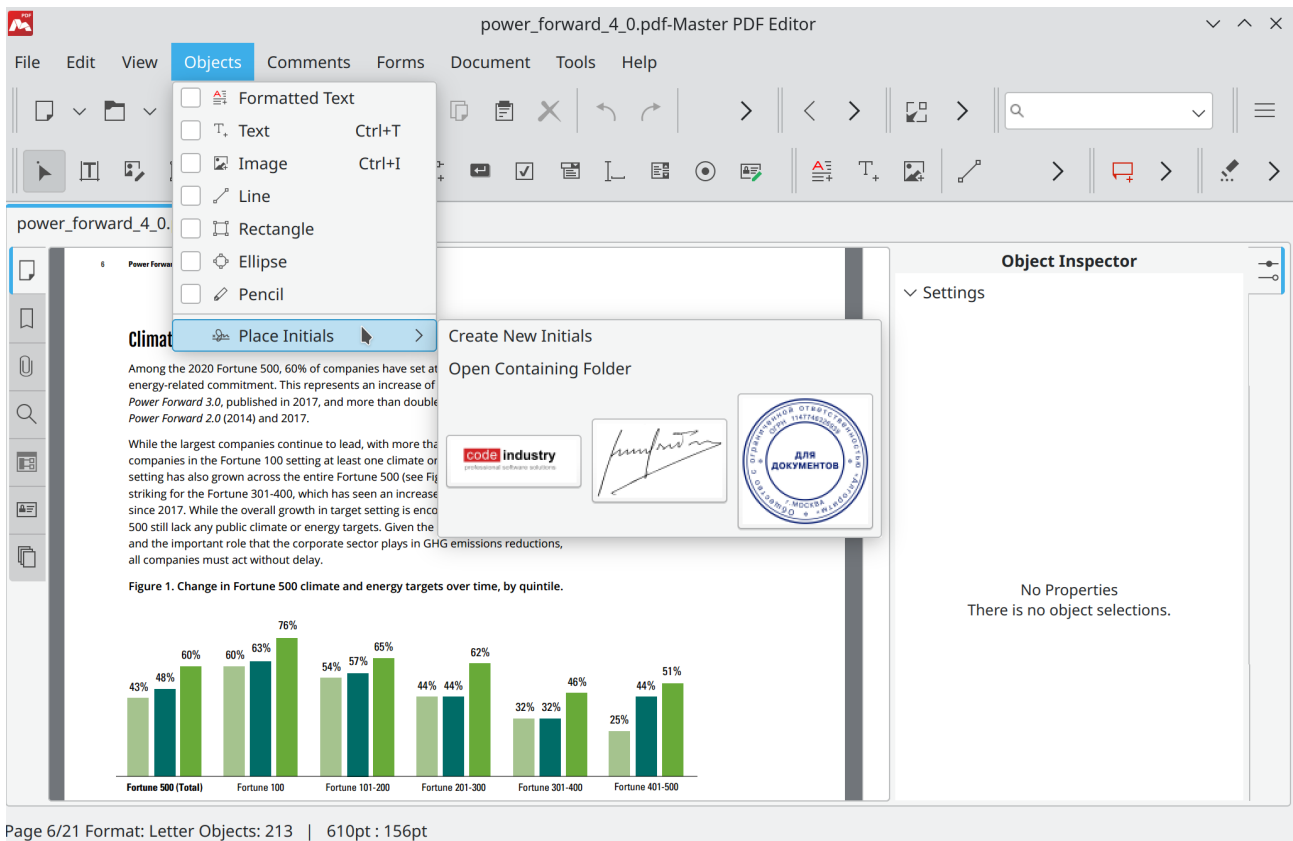 power_forward_4_0.pdf-Master PDF Editor
File Edit View Objects Comments Forms Document Tools Help
Formatted Text
Text Ctrl+T
Image Ctrl+I
Line
Rectangle
Ellipse
Pencil
Place Initials
Create New Initials
Open Containing Folder
code industry
professional software solutions
ДЛЯ
ДОКУМЕНТОВ
Г.МОСКВА
Общество с ограниченной ответственностью
power_forward_4_0.
6 Power Forwa
Climat
Among the 2020 Fortune 500, 60% of companies have set at
energy-related commitment. This represents an increase of
Power Forward 3.0, published in 2017, and more than double
Power Forward 2.0 (2014) and 2017.
While the largest companies continue to lead, with more tha
companies in the Fortune 100 setting at least one climate or
setting has also grown across the entire Fortune 500 (see Fig
striking for the Fortune 301-400, which has seen an increase
since 2017. While the overall growth in target setting is enco
500 still lack any public climate or energy targets. Given the
and the important role that the corporate sector plays in GHG emissions reductions,
all companies must act without delay.
Figure 1. Change in Fortune 500 climate and energy targets over time, by quintile.
43% 48% 60% 60% 63% 76% 54% 57% 65% 44% 44% 62% 32% 32% 46% 25% 44% 51%
Fortune 500 (Total) Fortune 100 Fortune 101-200 Fortune 201-300 Fortune 301-400 Fortune 401-500
Object Inspector
Settings
No Properties
There is no object selections.
Page 6/21 Format: Letter Objects: 213 | 610pt : 156pt